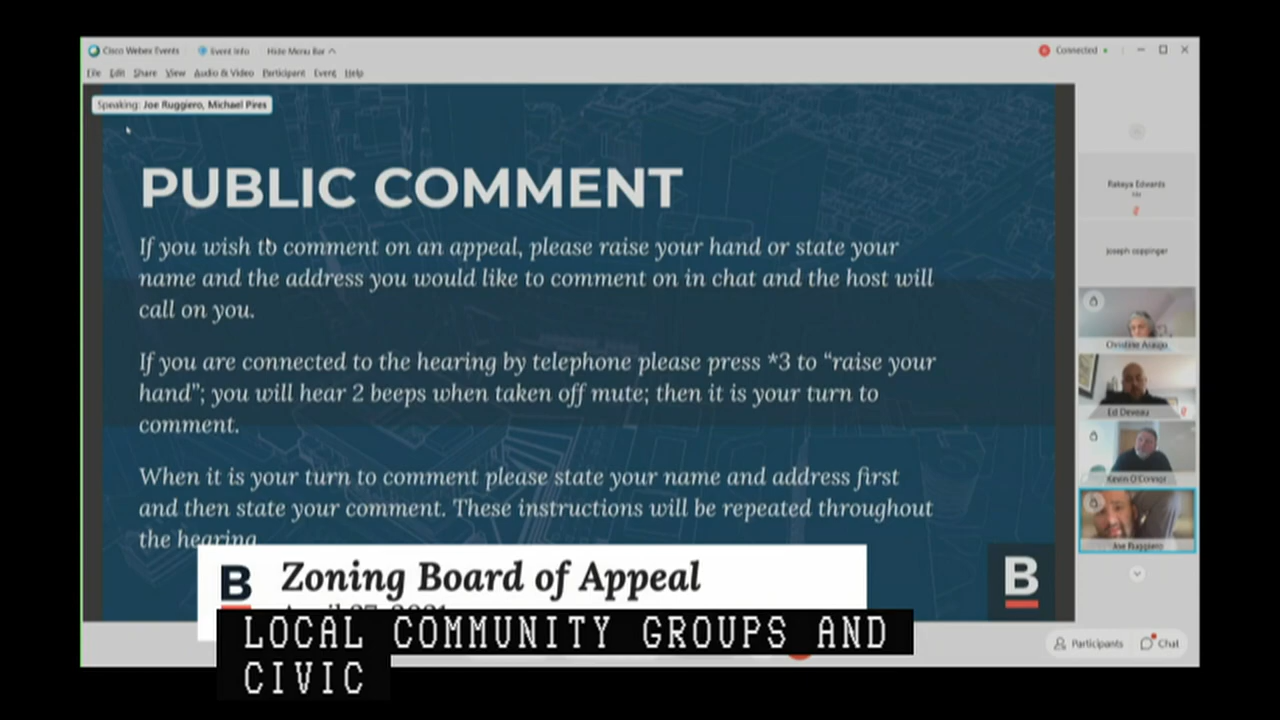 Cisco Webex Events Event Info Hide Menu Bar Connected
File Edit Share View Audio & Video Participant Event Help
Speaking: Joe Ruggiero, Michael Pires
PUBLIC COMMENT
If you wish to comment on an appeal, please raise your hand or state your
name and the address you would like to comment on in chat and the host will
call on you.
If you are connected to the hearing by telephone please press *3 to “raise your
hand”; you will hear 2 beeps when taken off mute; then it is your turn to
comment.
When it is your turn to comment please state your name and address first
and then state your comment. These instructions will be repeated throughout
the hearing
Rakeya Edwards
Me
joseph coppinger
Christine Araujo
Ed Deveau
Kevin O'Connor
Joe Ruggiero
B
B
Zoning Board of Appeal
LOCAL COMMUNITY GROUPS AND
CIVIC
Participants Chat